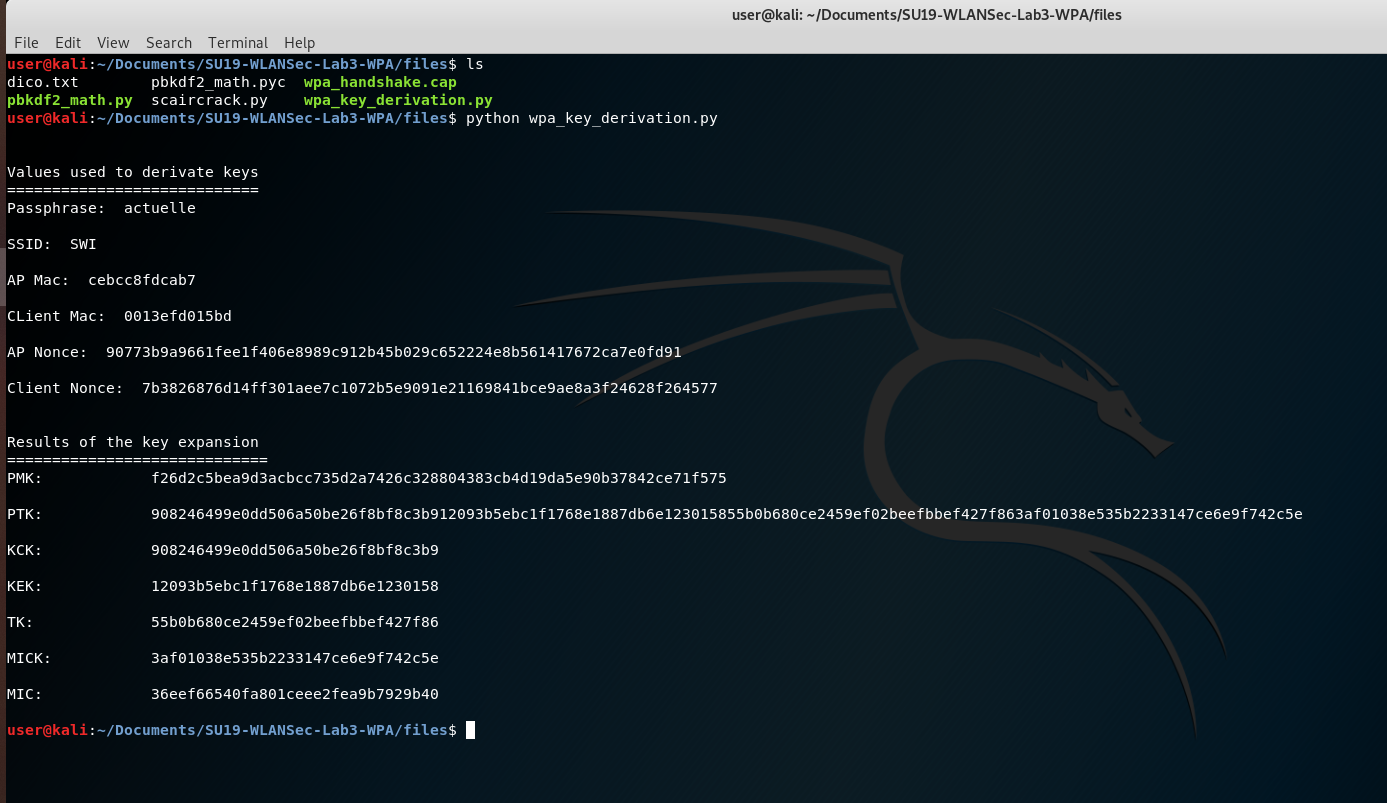 user@kali: ~/Documents/SU19-WLANSec-Lab3-WPA/files
File Edit View Search Terminal Help
user@kali:~/Documents/SU19-WLANSec-Lab3-WPA/files$ ls
dico.txt pbkdf2_math.pyc wpa_handshake.cap
pbkdf2_math.py scaircrack.py wpa_key_derivation.py
user@kali:~/Documents/SU19-WLANSec-Lab3-WPA/files$ python wpa_key_derivation.py
Values used to derivate keys
============================
Passphrase: actuelle
SSID: SWI
AP Mac: cebcc8fdcab7
CLient Mac: 0013efd015bd
AP Nonce: 90773b9a9661fee1f406e8989c912b45b029c652224e8b561417672ca7e0fd91
Client Nonce: 7b3826876d14ff301aee7c1072b5e9091e21169841bce9ae8a3f24628f264577
Results of the key expansion
=============================
PMK: f26d2c5bea9d3acbcc735d2a7426c328804383cb4d19da5e90b37842ce71f575
PTK: 908246499e0dd506a50be26f8bf8c3b912093b5ebc1f1768e1887db6e123015855b0b680ce2459ef02beefbbef427f863af01038e535b2233147ce6e9f742c5e
KCK: 908246499e0dd506a50be26f8bf8c3b9
KEK: 12093b5ebc1f1768e1887db6e1230158
TK: 55b0b680ce2459ef02beefbbef427f86
MICK: 3af01038e535b2233147ce6e9f742c5e
MIC: 36eef66540fa801ceee2fea9b7929b40
user@kali:~/Documents/SU19-WLANSec-Lab3-WPA/files$